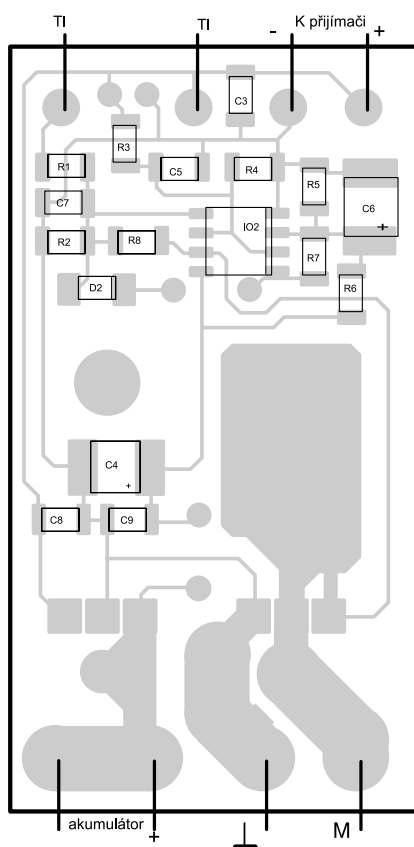 TI TI - K přijímači +
C3
R3
R1 C5 R4
R5
C7 C6
+
R2 R8 IO2
R7
D2 R6
C4
+
C8 C9
akumulátor + M